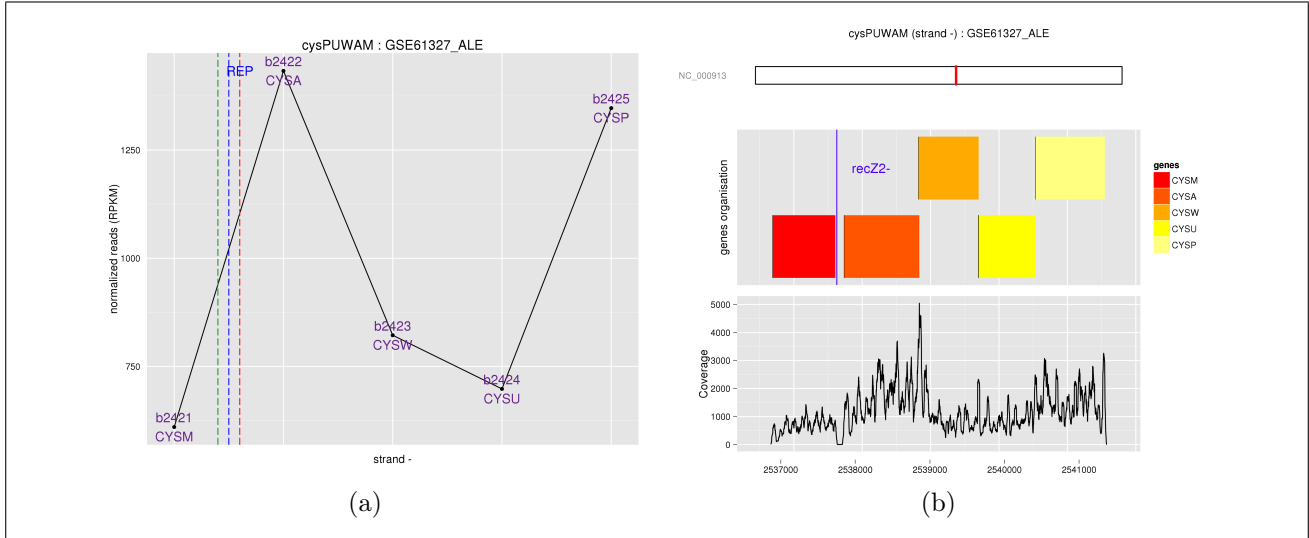 cysPUWAM : GSE61327_ALE
REP
b2422
CYSA
b2425
CYSP
1250
1000
750
normalized reads (RPKM)
b2423
CYSW
b2424
CYSU
b2421
CYSM
strand -
(a)
cysPUWAM (strand -) : GSE61327_ALE
NC_000913
genes organisation
recZ2-
genes
CYSM
CYSA
CYSW
CYSU
CYSP
Coverage
5000
4000
3000
2000
1000
0
2537000
2538000
2539000
2540000
2541000
(b)